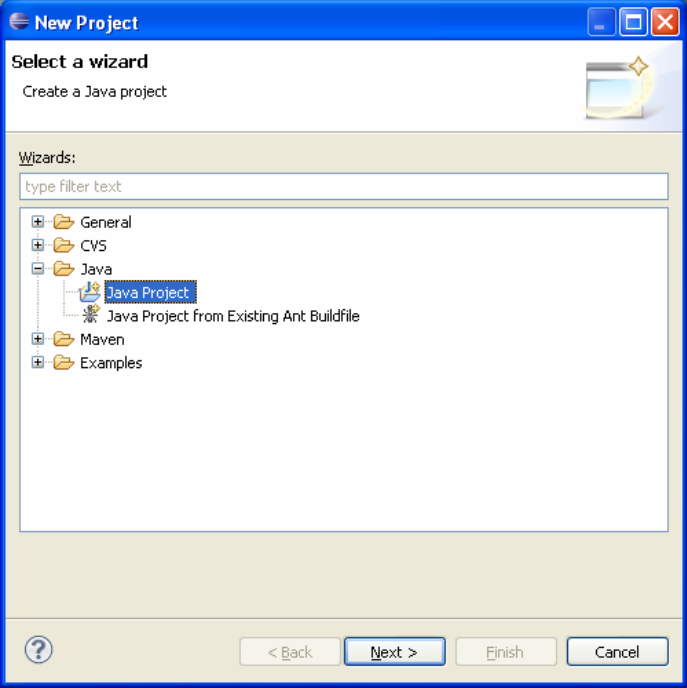 New Project
Select a wizard
Create a Java project
Wizards:
type filter text
General
CVS
Java
Java Project
Java Project from Existing Ant Buildfile
Maven
Examples
? < Back Next > Finish Cancel